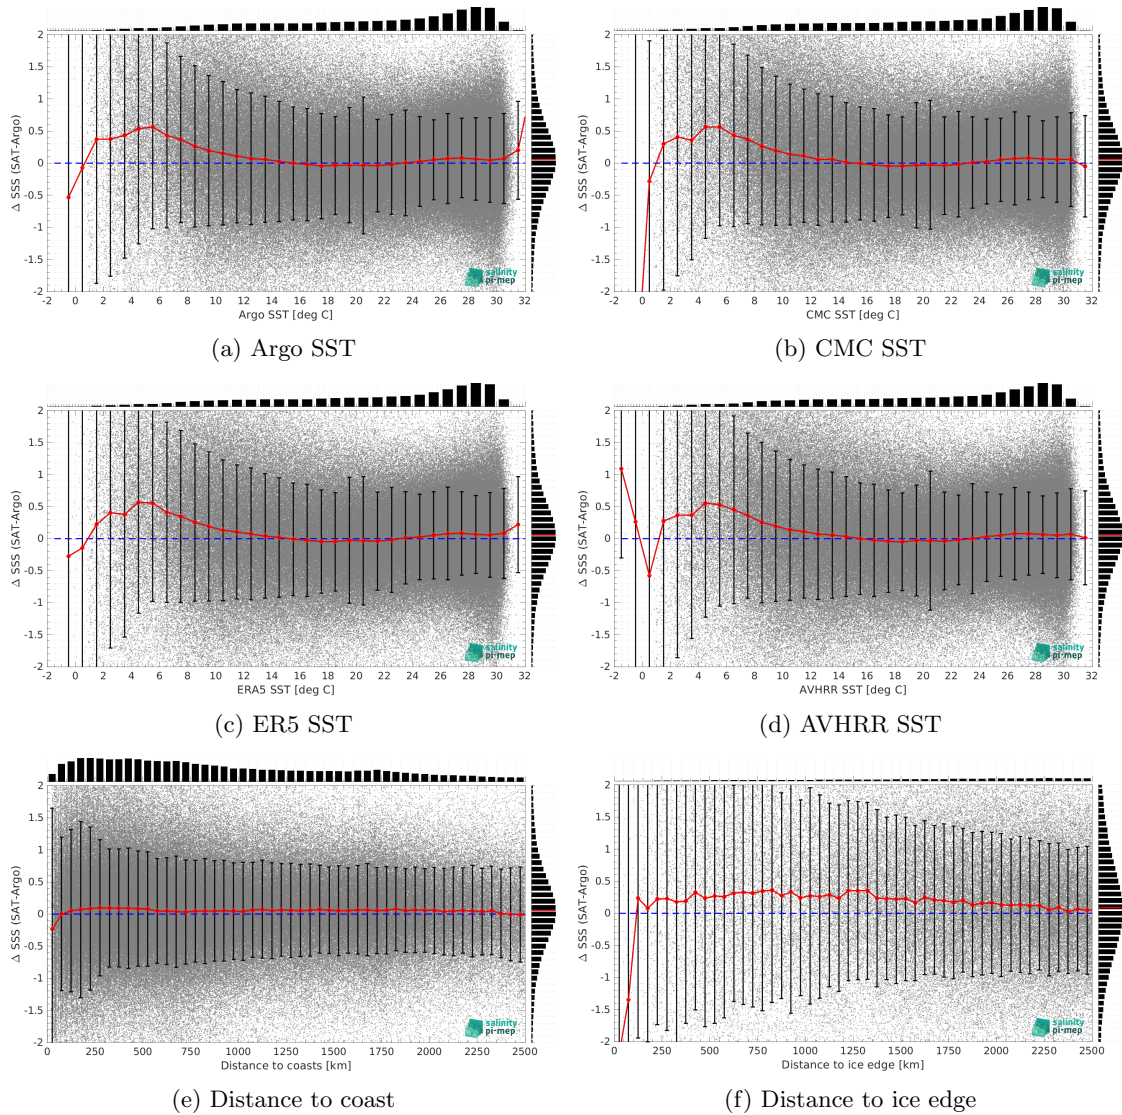 2
1.5
1
0.5
0
-0.5
-1
-1.5
-2
Δ SSS (SAT-Argo)
-2 0 2 4 6 8 10 12 14 16 18 20 22 24 26 28 30 32
Argo SST [deg C]
salinity
pi-mep
(a) Argo SST
2
1.5
1
0.5
0
-0.5
-1
-1.5
-2
Δ SSS (SAT-Argo)
-2 0 2 4 6 8 10 12 14 16 18 20 22 24 26 28 30 32
CMC SST [deg C]
salinity
pi-mep
(b) CMC SST
2
1.5
1
0.5
0
-0.5
-1
-1.5
-2
Δ SSS (SAT-Argo)
-2 0 2 4 6 8 10 12 14 16 18 20 22 24 26 28 30 32
ERA5 SST [deg C]
salinity
pi-mep
(c) ER5 SST
2
1.5
1
0.5
0
-0.5
-1
-1.5
-2
Δ SSS (SAT-Argo)
-2 0 2 4 6 8 10 12 14 16 18 20 22 24 26 28 30 32
AVHRR SST [deg C]
salinity
pi-mep
(d) AVHRR SST
2
1.5
1
0.5
0
-0.5
-1
-1.5
-2
Δ SSS (SAT-Argo)
0 250 500 750 1000 1250 1500 1750 2000 2250 2500
Distance to coasts [km]
salinity
pi-mep
(e) Distance to coast
2
1.5
1
0.5
0
-0.5
-1
-1.5
-2
Δ SSS (SAT-Argo)
0 250 500 750 1000 1250 1500 1750 2000 2250 2500
Distance to ice edge [km]
salinity
pi-mep
(f) Distance to ice edge